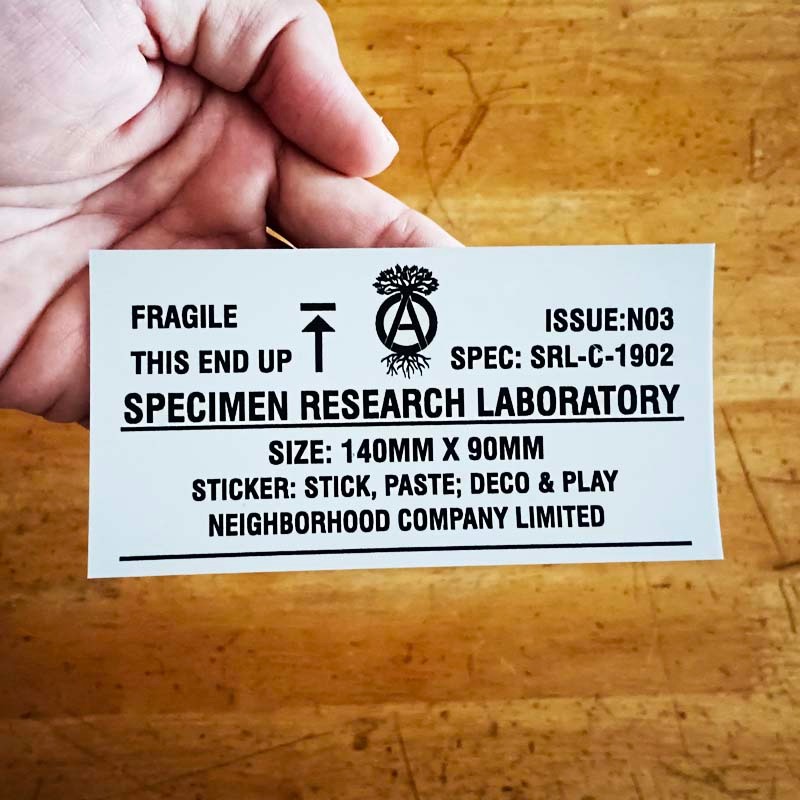 FRAGILE
THIS END UP
A
ISSUE:N03
SPEC: SRL-C-1902
SPECIMEN RESEARCH LABORATORY
SIZE: 140MM X 90MM
STICKER: STICK, PASTE; DECO & PLAY
NEIGHBORHOOD COMPANY LIMITED